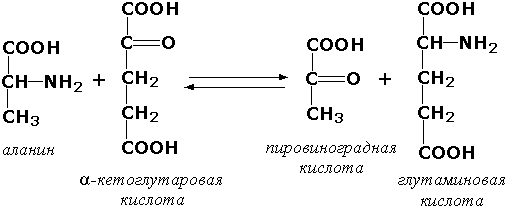 COOH
CH—NH₂
CH₃
аланин
+
COOH
C=O
CH₂
CH₂
COOH
α-кетоглутаровая
кислота
COOH
C=O
CH₃
пировиноградная
кислота
+
COOH
CH—NH₂
CH₂
CH₂
COOH
глутаминовая
кислота